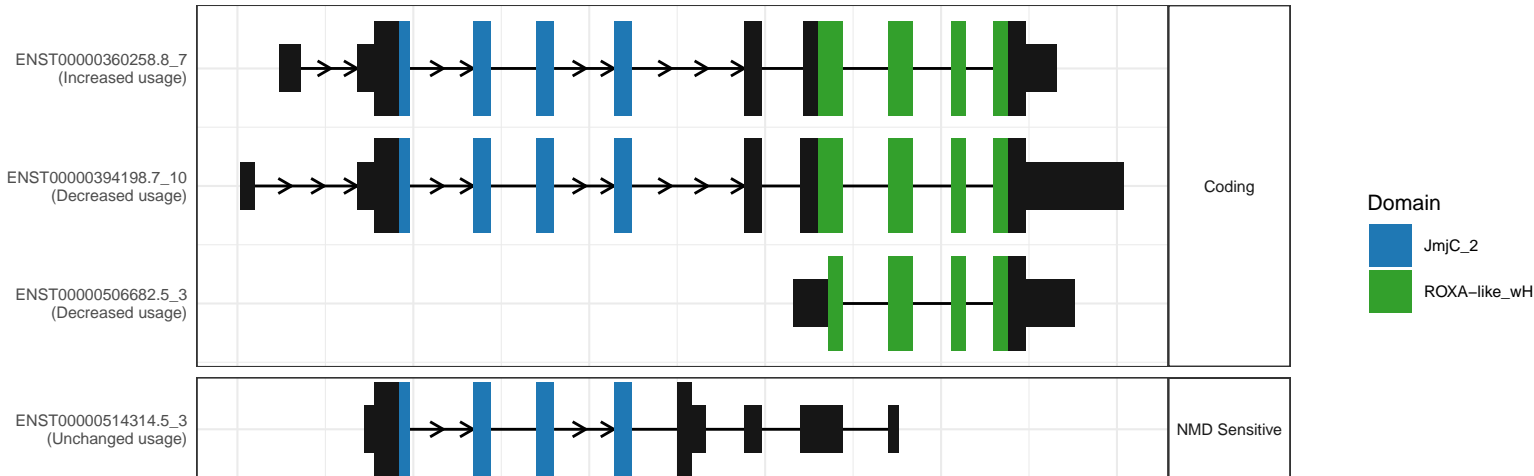 ENST00000360258.8_7
(Increased usage)
ENST00000394198.7_10
(Decreased usage)
ENST00000506682.5_3
(Decreased usage)
Coding
ENST00000514314.5_3
(Unchanged usage)
NMD Sensitive
Domain
JmjC_2
ROXA−like_wH